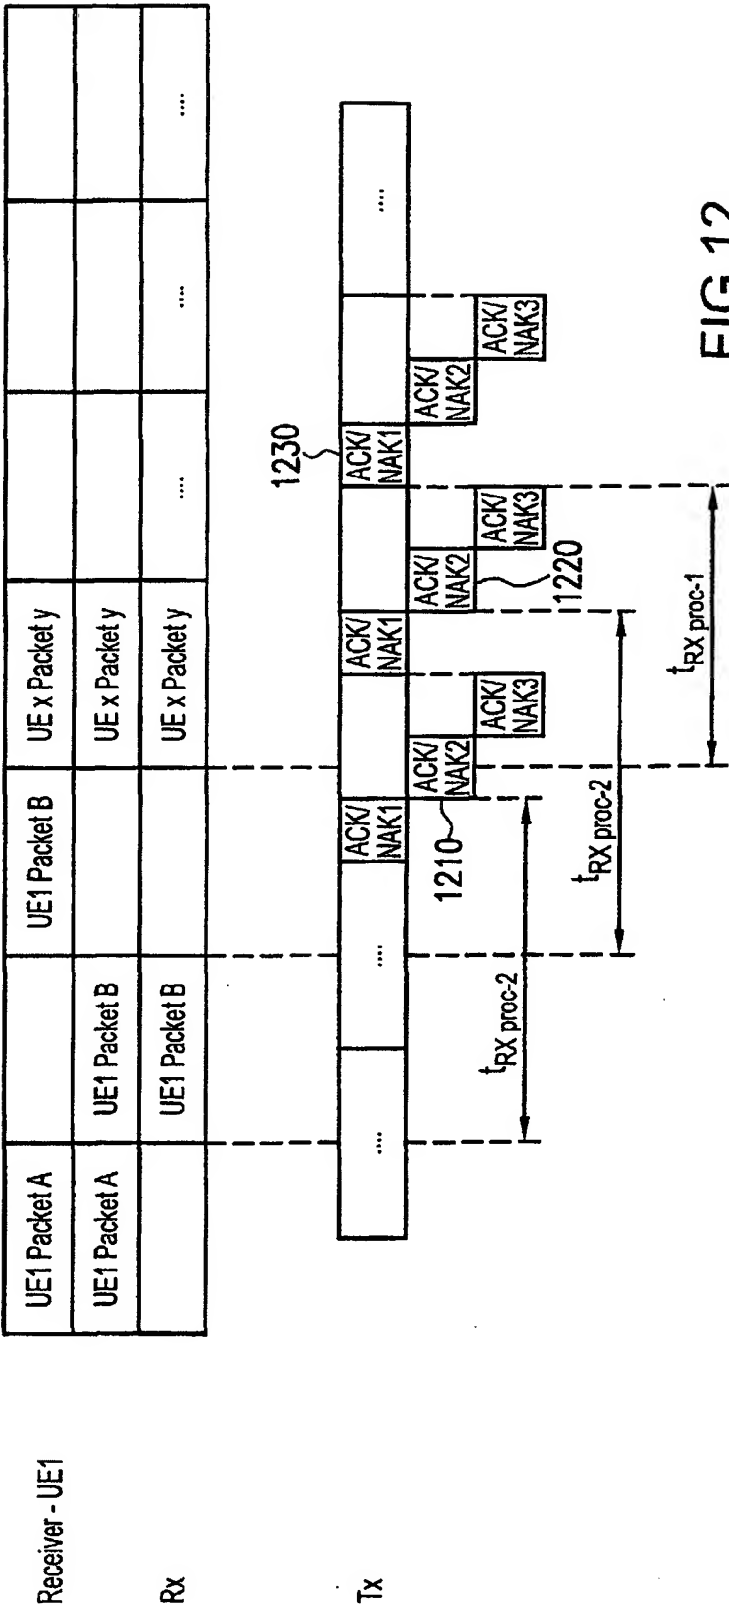 Receiver - UE1
UE1 Packet A
UE1 Packet B
UE x Packet y
UE1 Packet A
UE1 Packet B
UE x Packet y
Rx
UE1 Packet B
UE x Packet y
....
....
....
1230
Tx
....
....
ACK/
NAK1
ACK/
NAK1
ACK/
NAK1
....
1210
ACK/
NAK2
ACK/
NAK2
ACK/
NAK2
ACK/
NAK3
ACK/
NAK3
ACK/
NAK3
1220
tRX proc-2
tRX proc-2
tRX proc-1
FIG.12